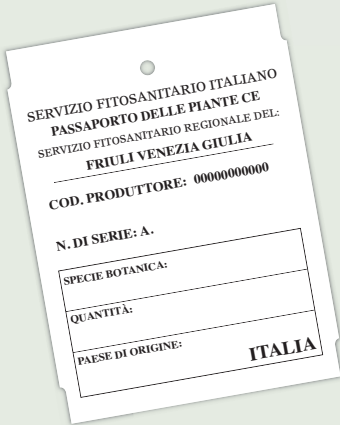 SERVIZIO FITOSANITARIO ITALIANO
PASSAPORTO DELLE PIANTE CE
SERVIZIO FITOSANITARIO REGIONALE DEL:
FRIULI VENEZIA GIULIA
COD. PRODUTTORE: 00000000000
N. DI SERIE: A.
SPECIE BOTANICA:
QUANTITÀ:
PAESE DI ORIGINE:
ITALIA